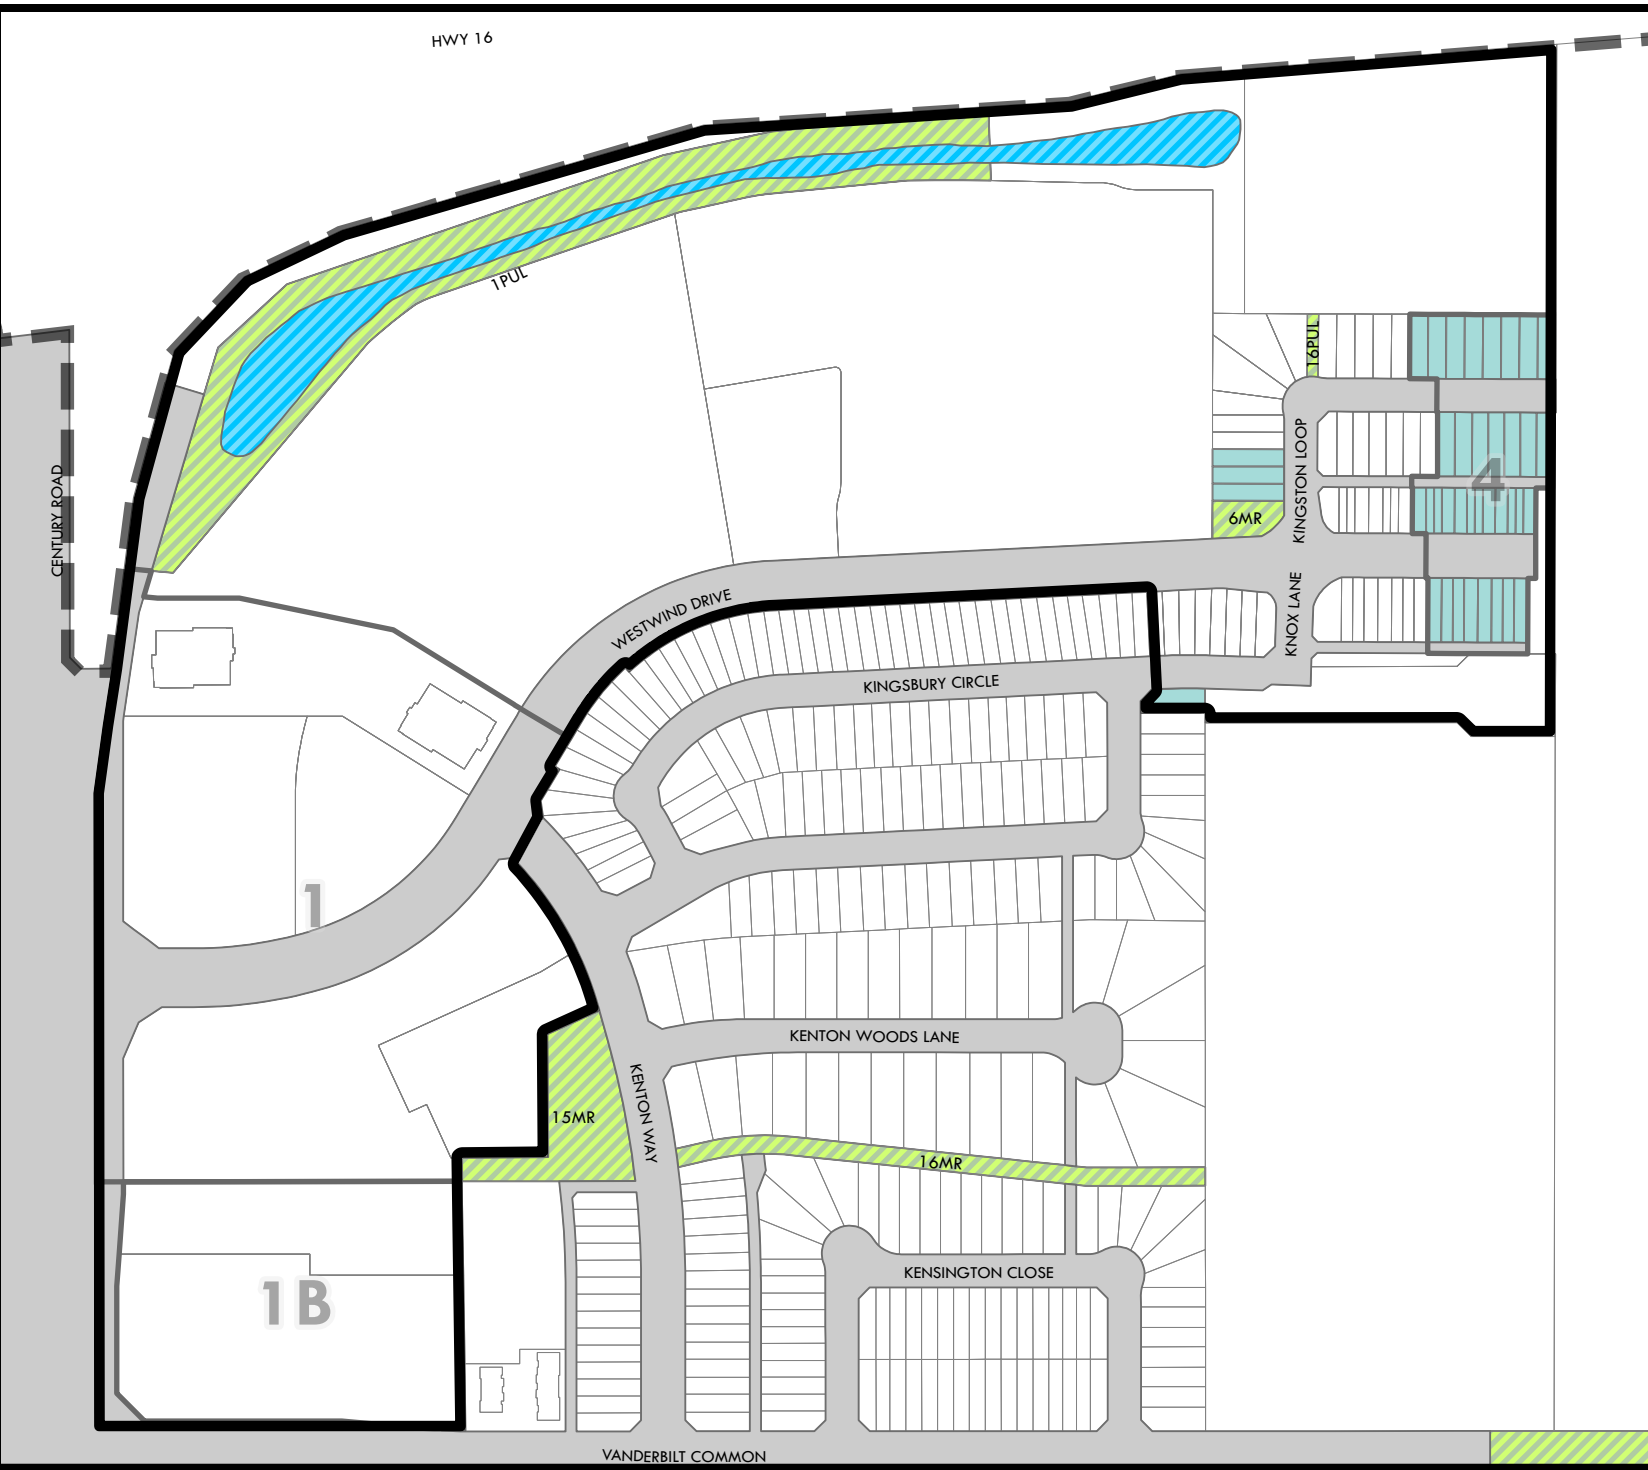 HWY 16
1PUL
16PUL
CENTURY ROAD
KINGSTON LOOP
4
6MR
WESTWIND DRIVE
KNOX LANE
KINGSBURY CIRCLE
1
KENTON WOODS LANE
KENTON WAY
15MR
16MR
KENSINGTON CLOSE
1B
VANDERBILT COMMON